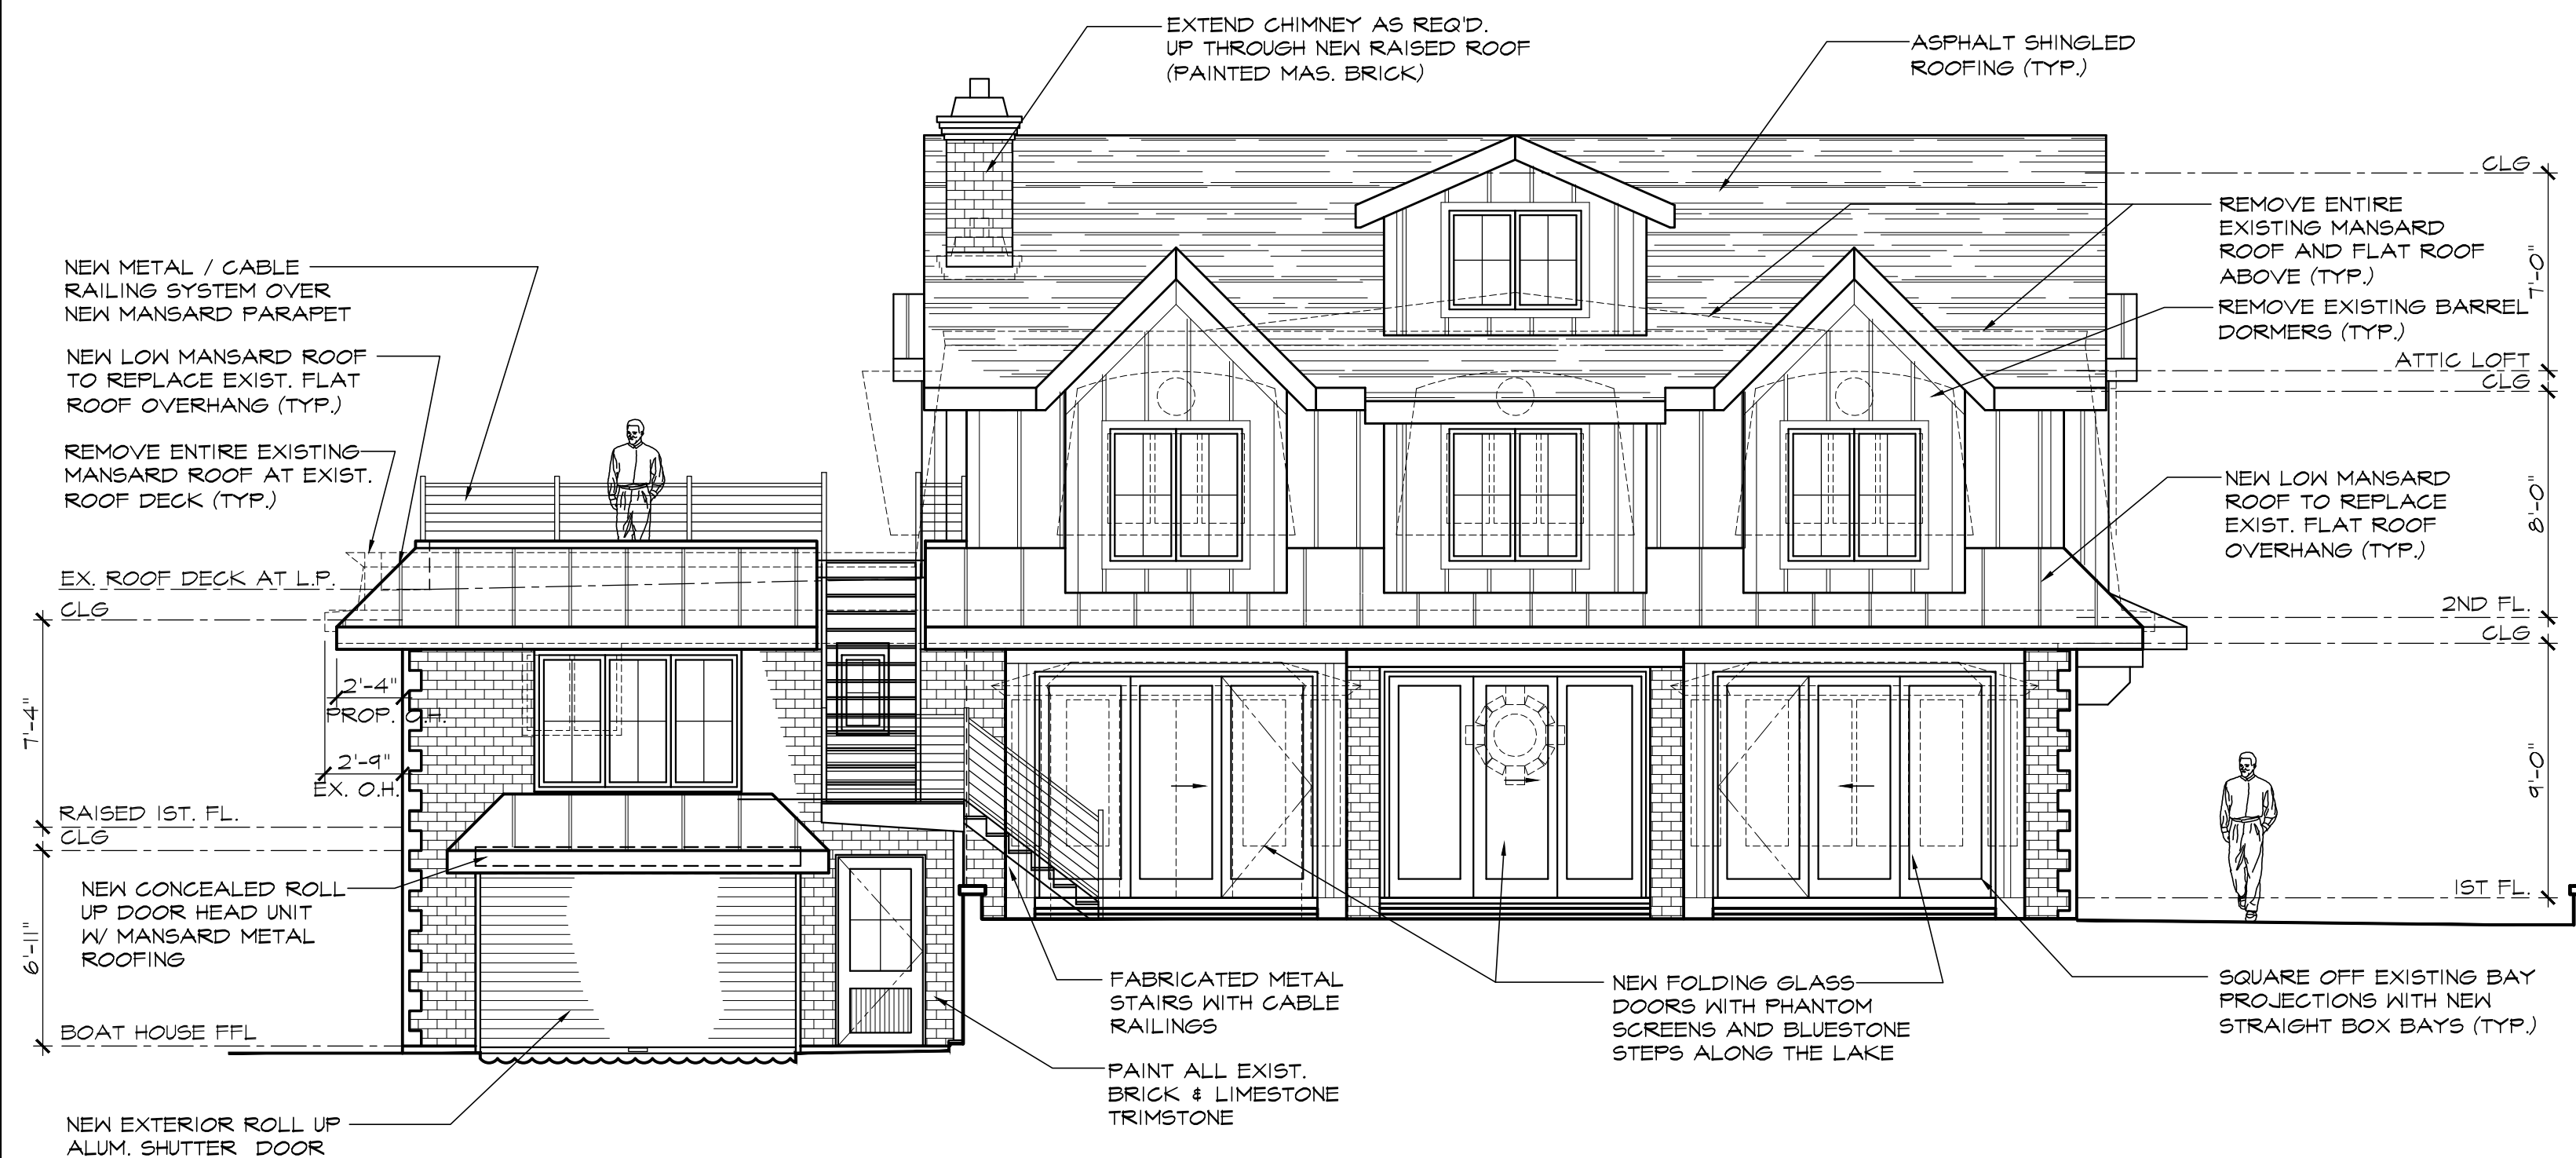 EXTEND CHIMNEY AS REQ'D.
UP THROUGH NEW RAISED ROOF
(PAINTED MAS. BRICK)
ASPHALT SHINGLED
ROOFING (TYP.)
NEW METAL / CABLE
RAILING SYSTEM OVER
NEW MANSARD PARAPET
NEW LOW MANSARD ROOF
TO REPLACE EXIST. FLAT
ROOF OVERHANG (TYP.)
REMOVE ENTIRE EXISTING
MANSARD ROOF AT EXIST.
ROOF DECK (TYP.)
EX. ROOF DECK AT L.P.
CLG
2'-4"
PROP. O.H.
2'-9"
EX. O.H.
7'-4"
RAISED 1ST. FL.
CLG
6'-11"
NEW CONCEALED ROLL
UP DOOR HEAD UNIT
W/ MANSARD METAL
ROOFING
BOAT HOUSE FFL
NEW EXTERIOR ROLL UP
ALUM. SHUTTER DOOR
FABRICATED METAL
STAIRS WITH CABLE
RAILINGS
PAINT ALL EXIST.
BRICK & LIMESTONE
TRIMSTONE
NEW FOLDING GLASS
DOORS WITH PHANTOM
SCREENS AND BLUESTONE
STEPS ALONG THE LAKE
CLG
REMOVE ENTIRE
EXISTING MANSARD
ROOF AND FLAT ROOF
ABOVE (TYP.)
7'-0"
REMOVE EXISTING BARREL
DORMERS (TYP.)
ATTIC LOFT
CLG
NEW LOW MANSARD
ROOF TO REPLACE
EXIST. FLAT ROOF
OVERHANG (TYP.)
8'-0"
2ND FL.
CLG
9'-0"
1ST FL.
SQUARE OFF EXISTING BAY
PROJECTIONS WITH NEW
STRAIGHT BOX BAYS (TYP.)